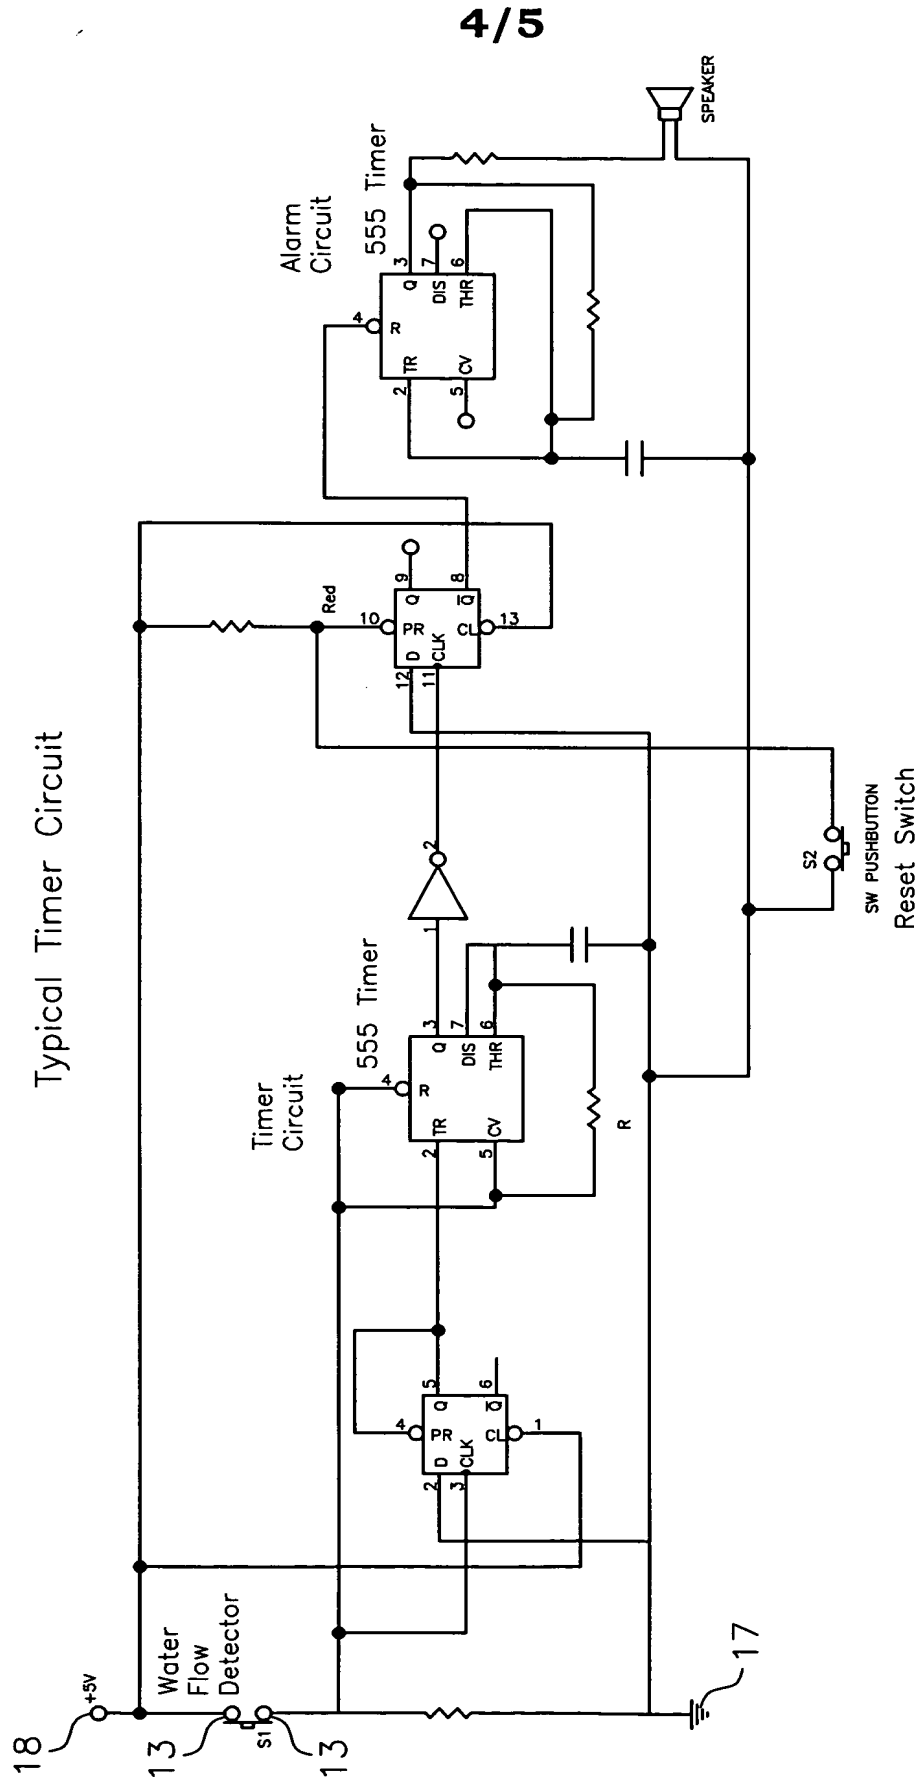 4/5
Typical Timer Circuit
18
+5V
Water
Flow
Detector
13
S1
13
17
4
PR
5
Q
6
Q
CL
1
D
2
CLK
3
Timer
Circuit
555 Timer
4
R
3
Q
7
DIS
6
THR
TR
2
CV
5
R
1
2
Red
10
PR
9
Q
8
Q
CL
13
D
12
CLK
11
Alarm
Circuit
555 Timer
4
R
3
Q
7
DIS
6
THR
TR
2
CV
5
SPEAKER
S2
SW PUSHBUTTON
Reset Switch